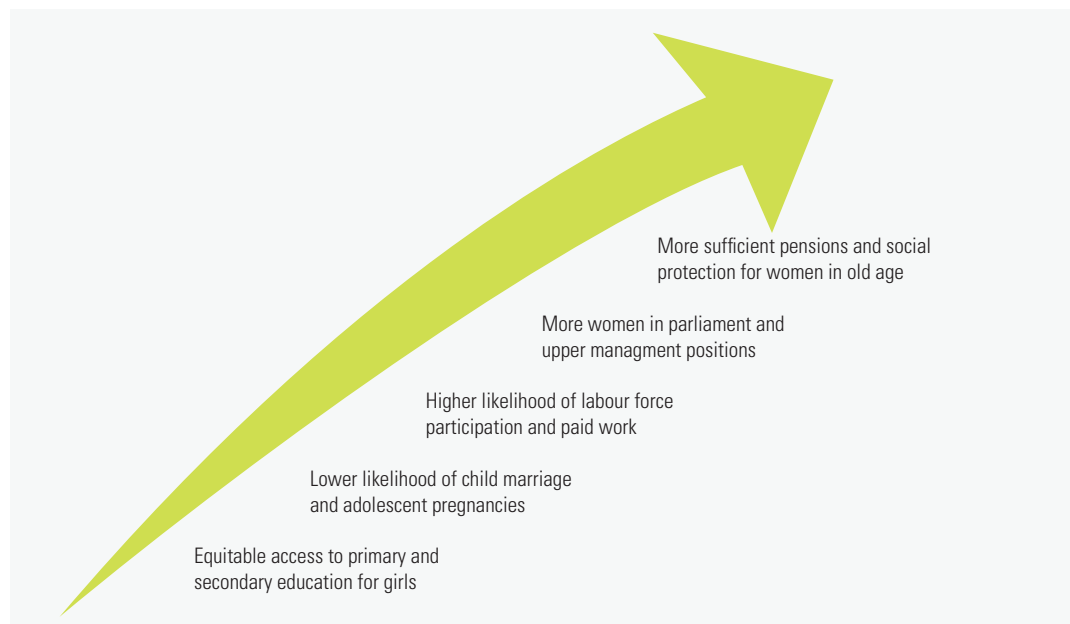 More sufficient pensions and social
protection for women in old age
More women in parliament and
upper managment positions
Higher likelihood of labour force
participation and paid work
Lower likelihood of child marriage
and adolescent pregnancies
Equitable access to primary and
secondary education for girls